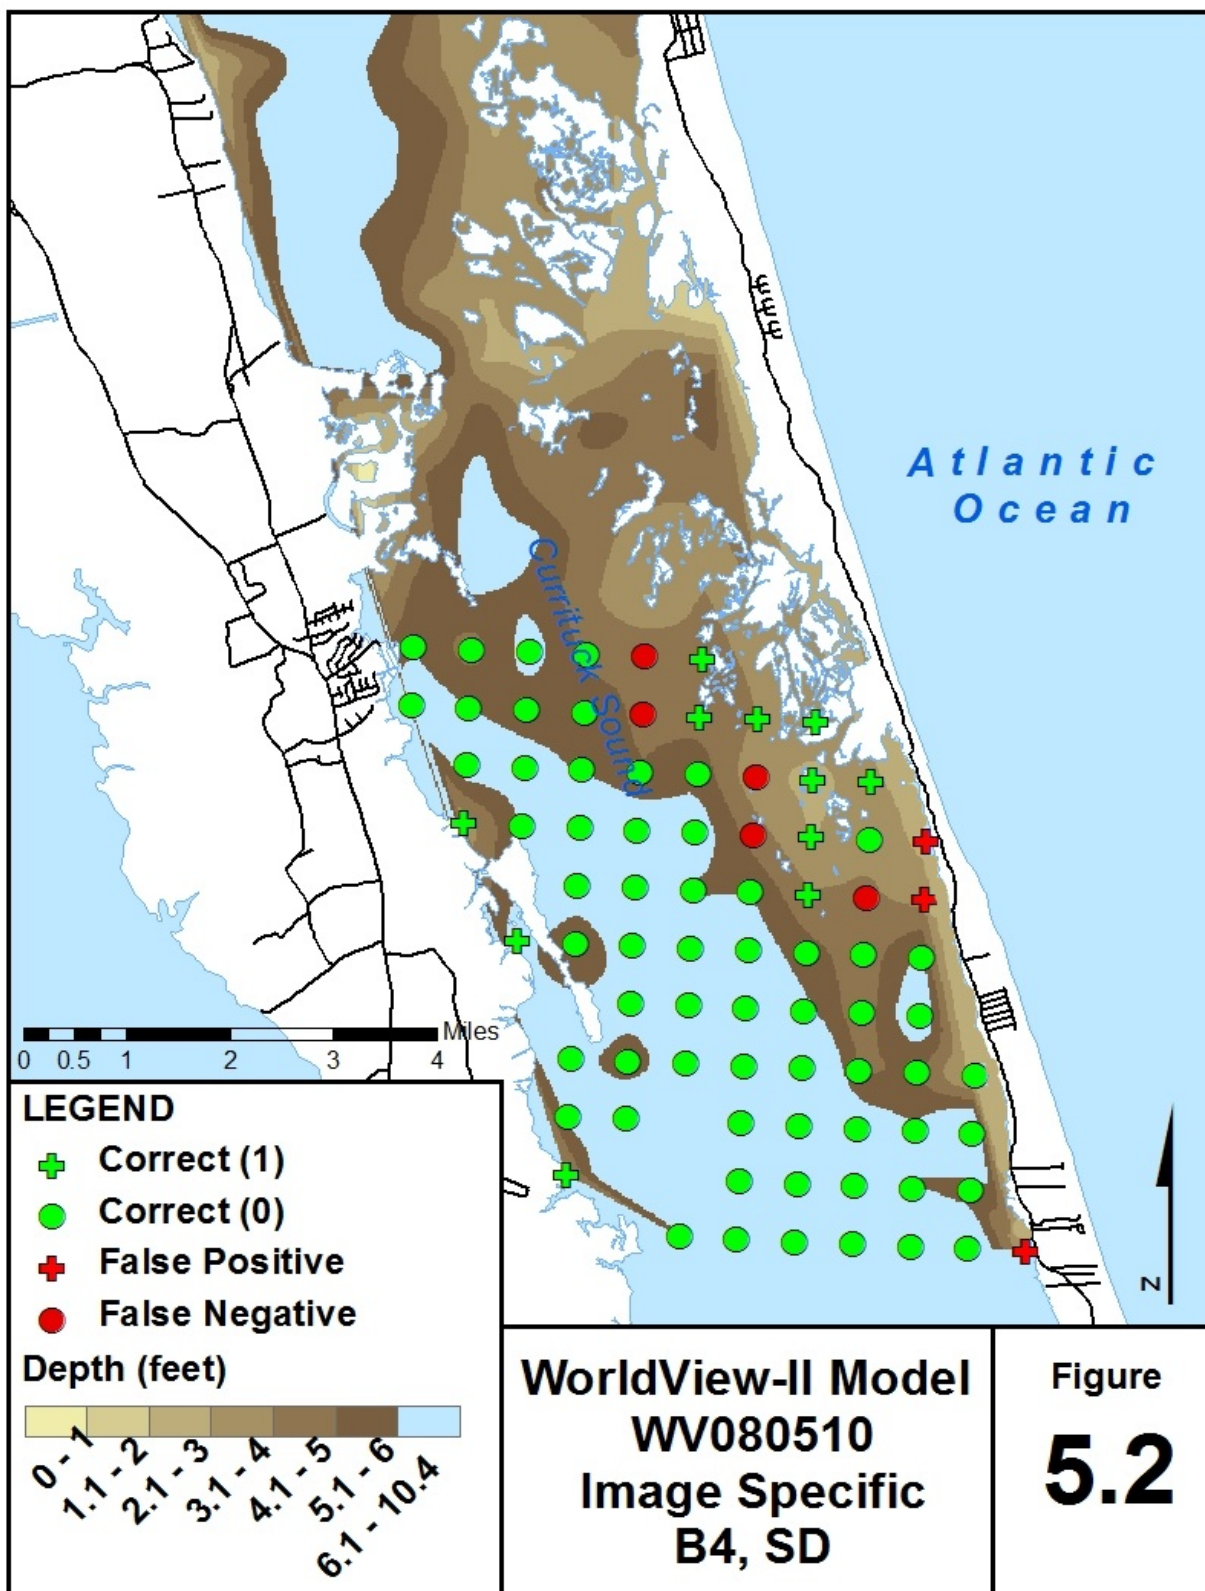 Atlantic
Ocean
Currituck Sound
Miles
0 0.5 1 2 3 4
LEGEND
Correct (1)
Correct (0)
False Positive
False Negative
Depth (feet)
0 - 1
1.1 - 2
2.1 - 3
3.1 - 4
4.1 - 5
5.1 - 6
6.1 - 10.4
N
WorldView-II Model
WV080510
Image Specific
B4, SD
Figure
5.2